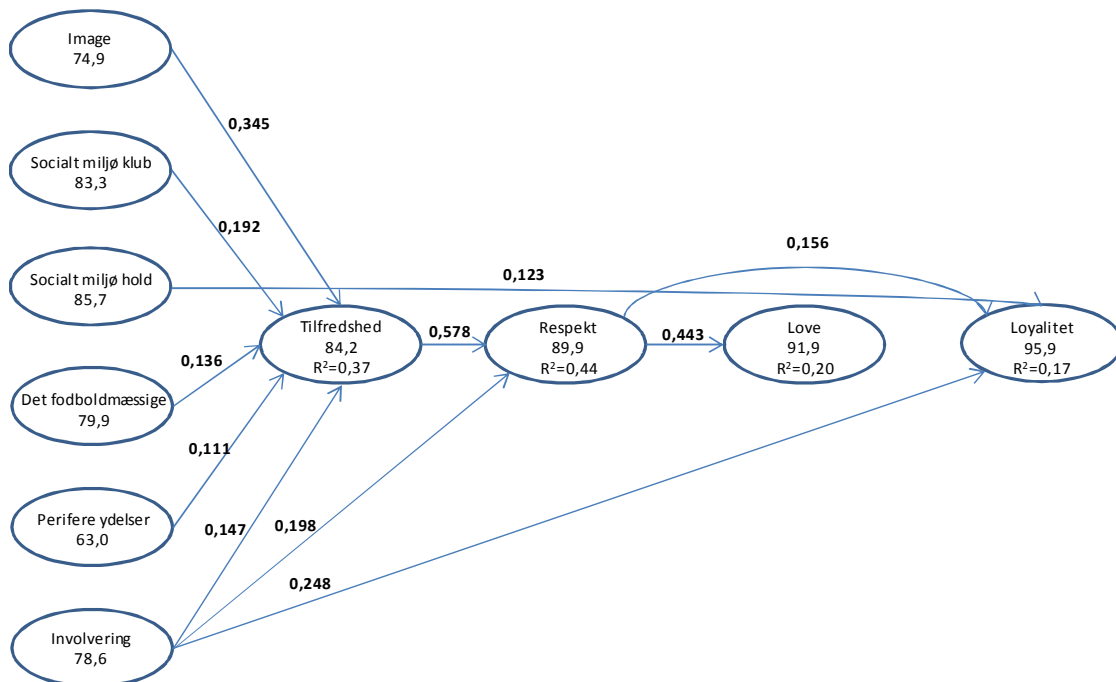 Image
74,9
0,345
Socialt miljø klub
83,3
0,192
Socialt miljø hold
85,7
0,123
0,156
Tilfredshed
84,2
R²=0,37
0,578
Respekt
89,9
R²=0,44
0,443
Love
91,9
R²=0,20
Loyalitet
95,9
R²=0,17
0,136
Det fodboldmæssige
79,9
0,111
Perifere ydelser
63,0
0,147
0,198
0,248
Involvering
78,6